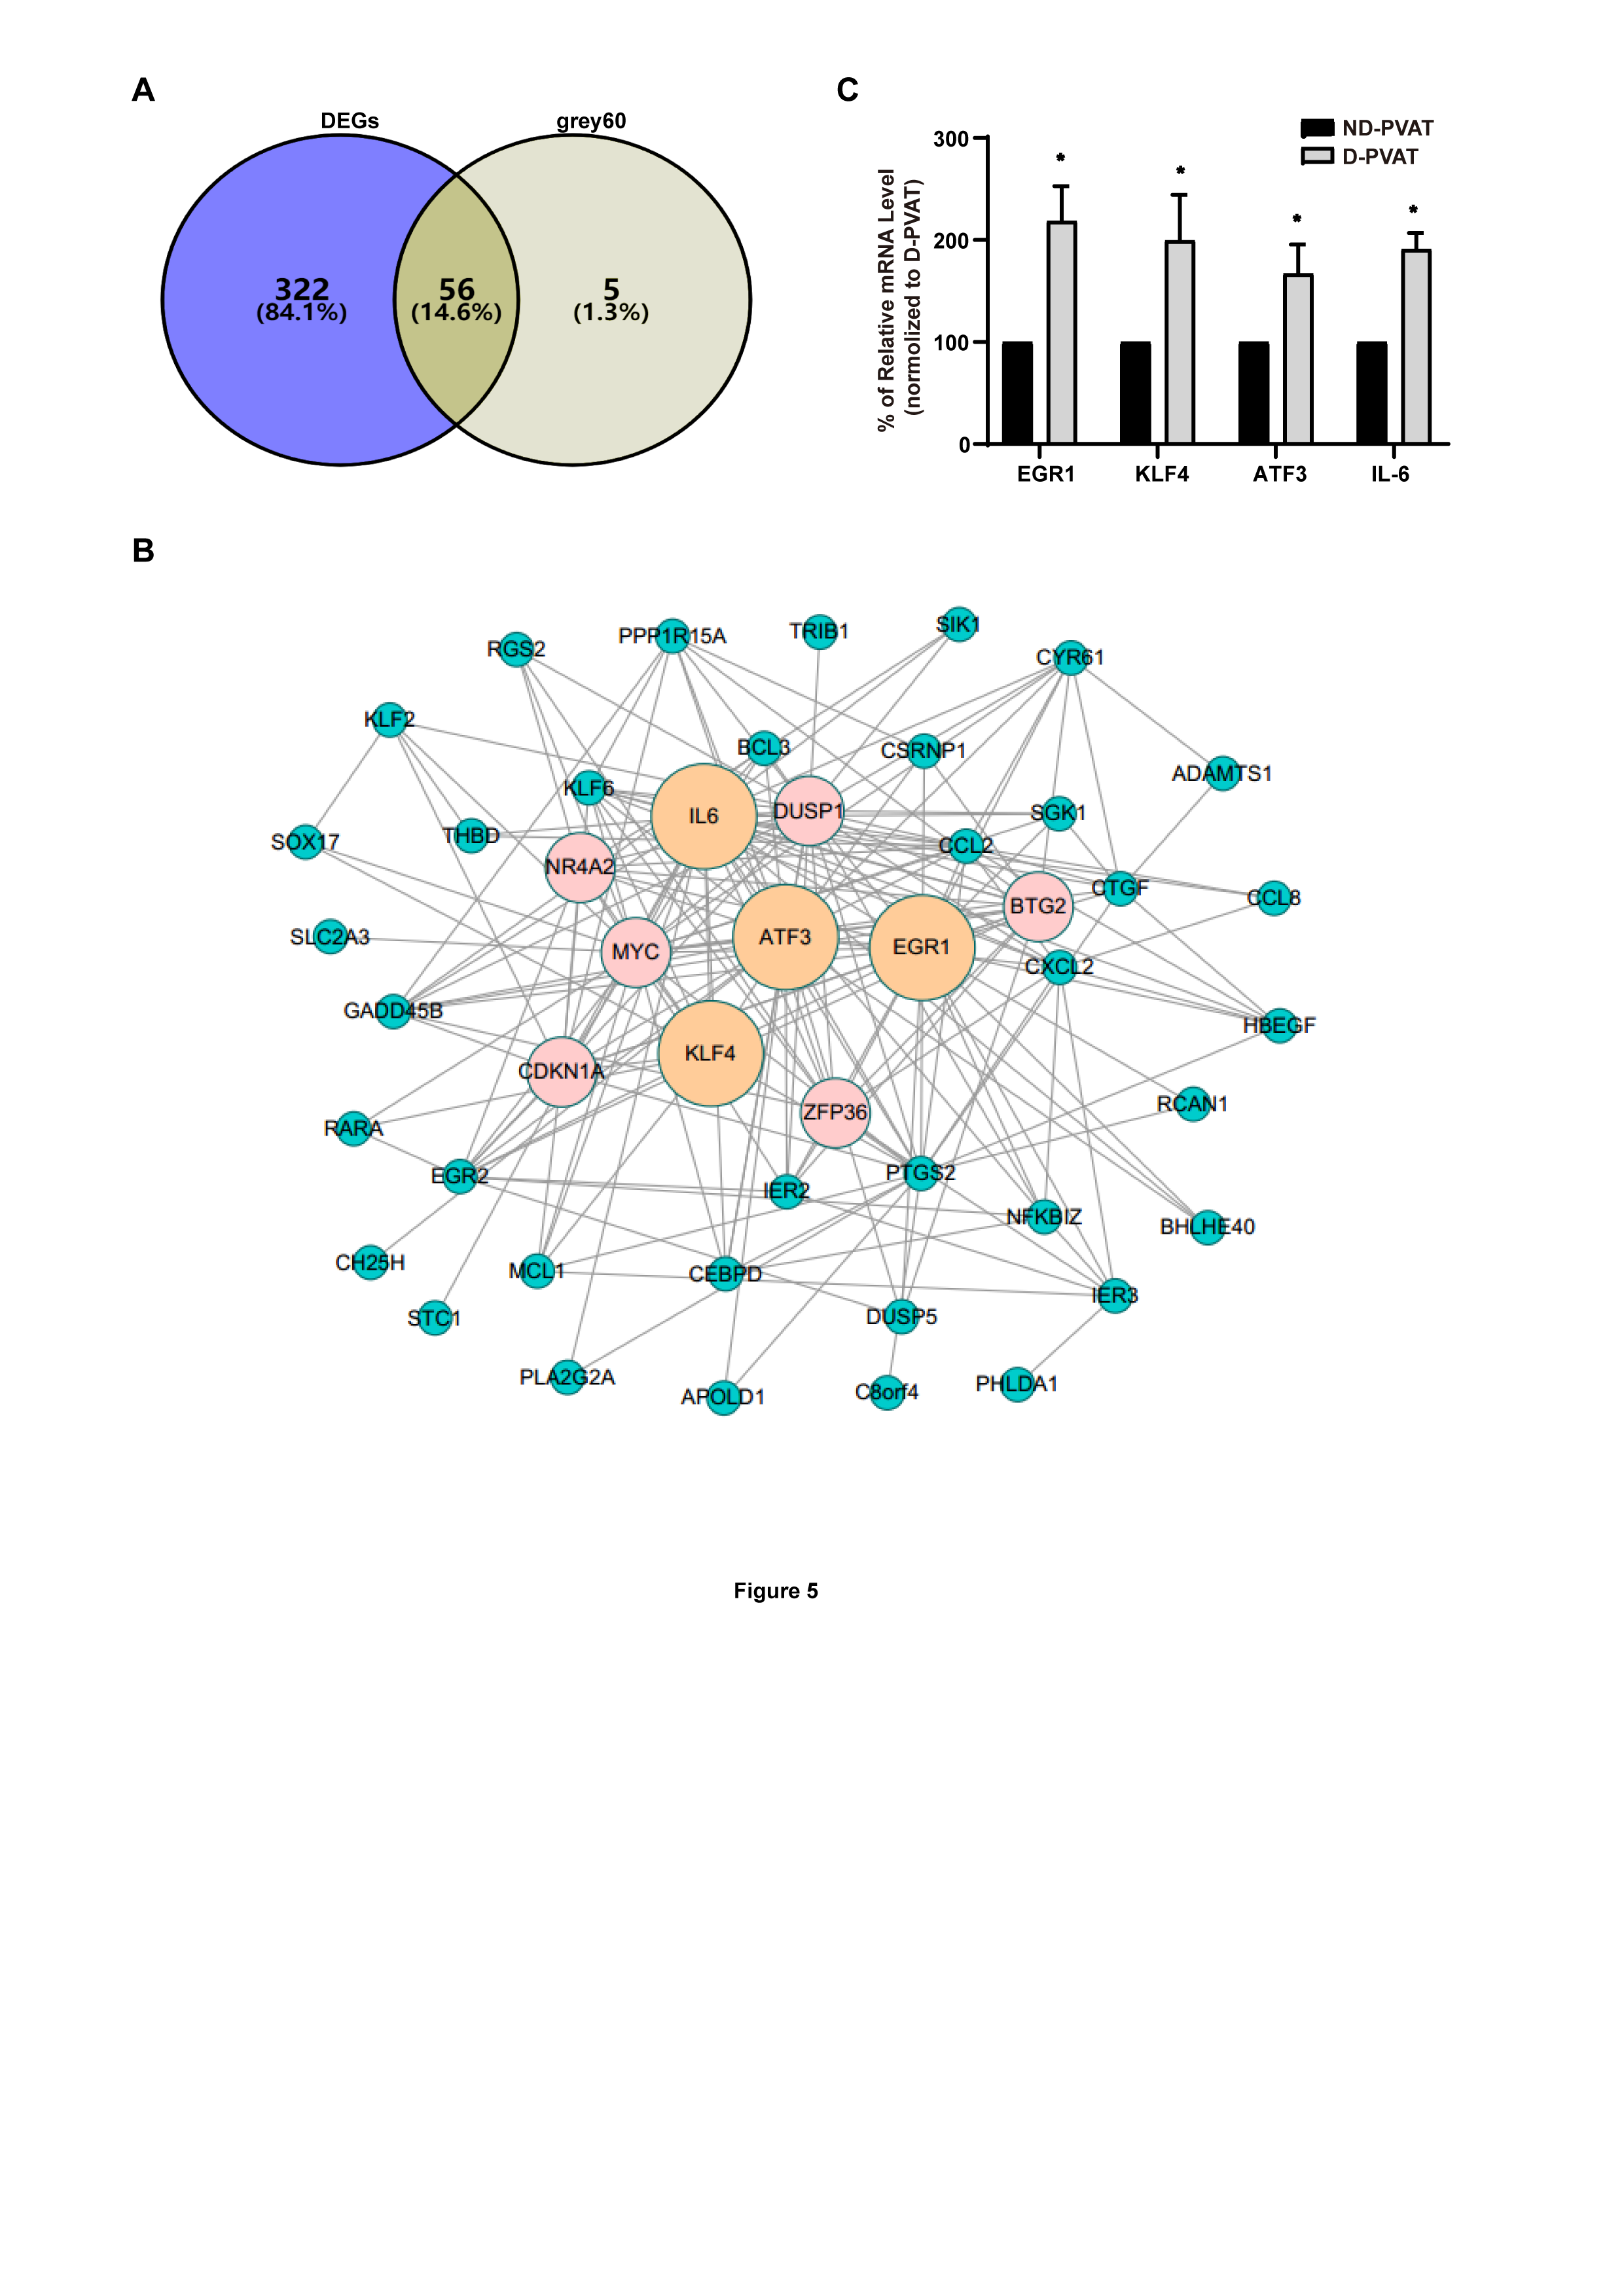 A
DEGs
grey60
322
(84.1%)
56
(14.6%)
5
(1.3%)
C
ND-PVAT
D-PVAT
% of Relative mRNA Level
(normolized to D-PVAT)
300
200
100
0
*
*
*
*
EGR1
KLF4
ATF3
IL-6
B
RGS2
PPP1R15A
TRIB1
SIK1
CYR61
KLF2
BCL3
CSRNP1
ADAMTS1
KLF6
IL6
DUSP1
SGK1
SOX17
THBD
CCL2
NR4A2
CTGF
CCL8
BTG2
SLC2A3
MYC
ATF3
EGR1
CXCL2
GADD45B
HBEGF
CDKN1A
KLF4
ZFP36
RCAN1
RARA
EGR2
IER2
PTGS2
NFKBIZ
BHLHE40
CH25H
MCL1
CEBPD
IER3
STC1
DUSP5
PLA2G2A
APOLD1
C8orf4
PHLDA1
Figure 5